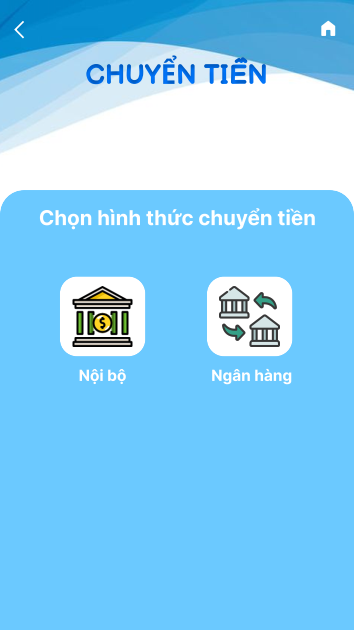 CHUYỂN TIỀN
Chọn hình thức chuyển tiền
$
Nội bộ
Ngân hàng